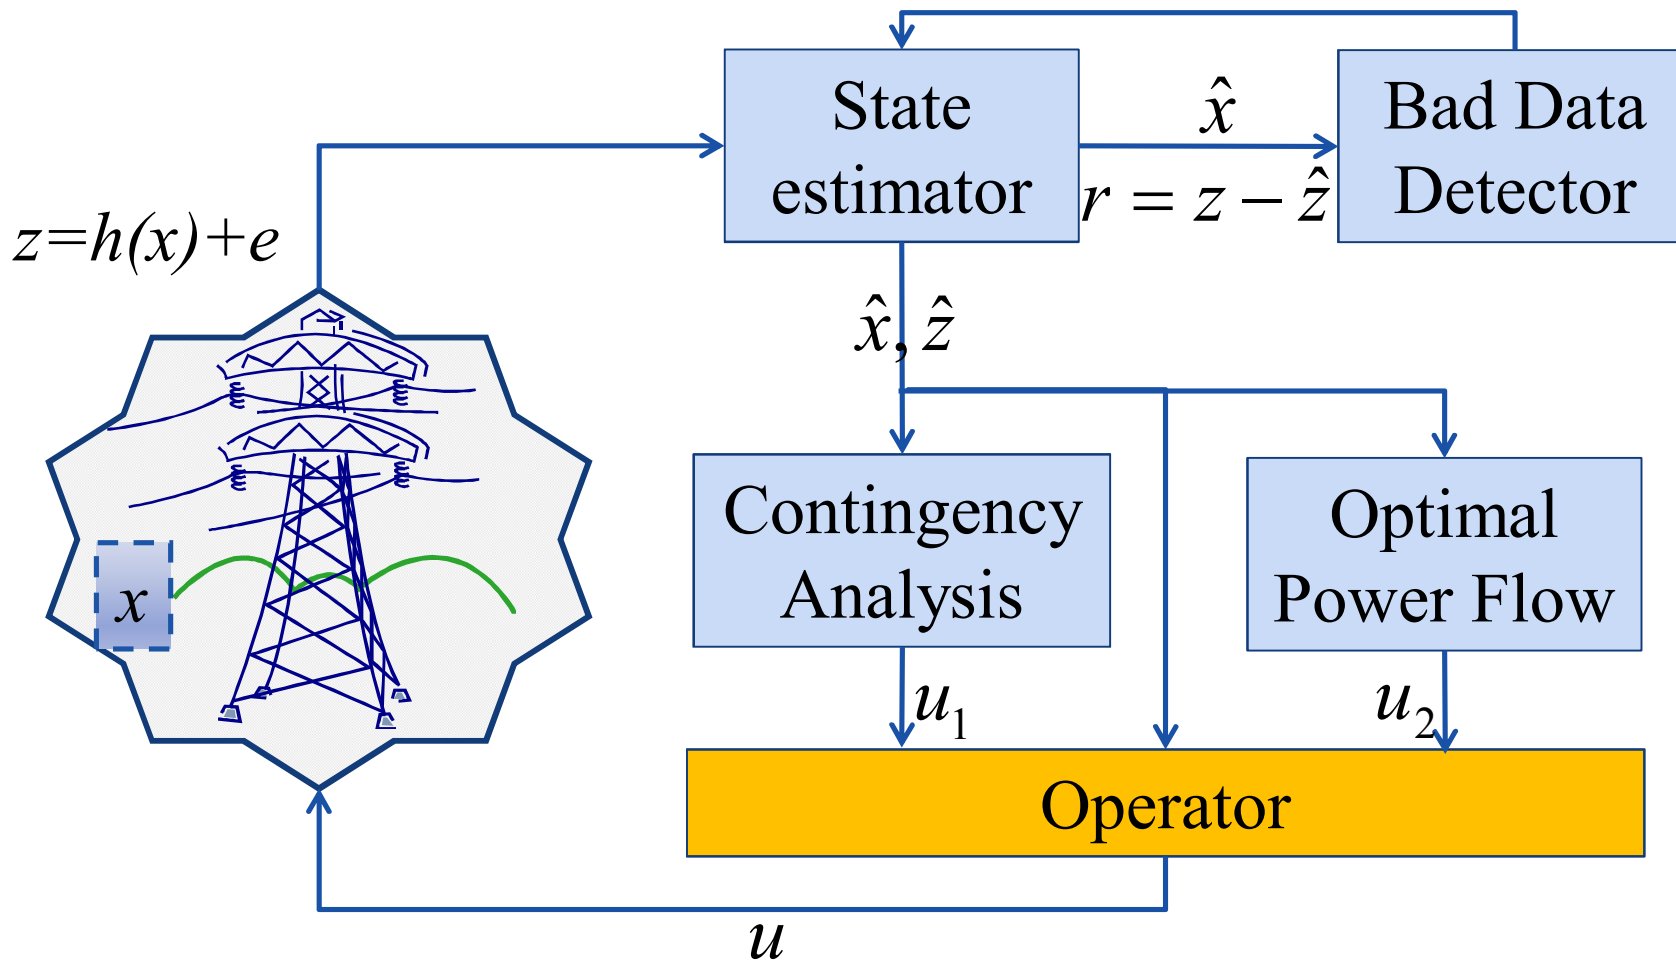 State
estimator
x̂
r = z − ẑ
Bad Data
Detector
z=h(x)+e
x̂, ẑ
Contingency
Analysis
Optimal
Power Flow
x
u₁
u₂
Operator
u